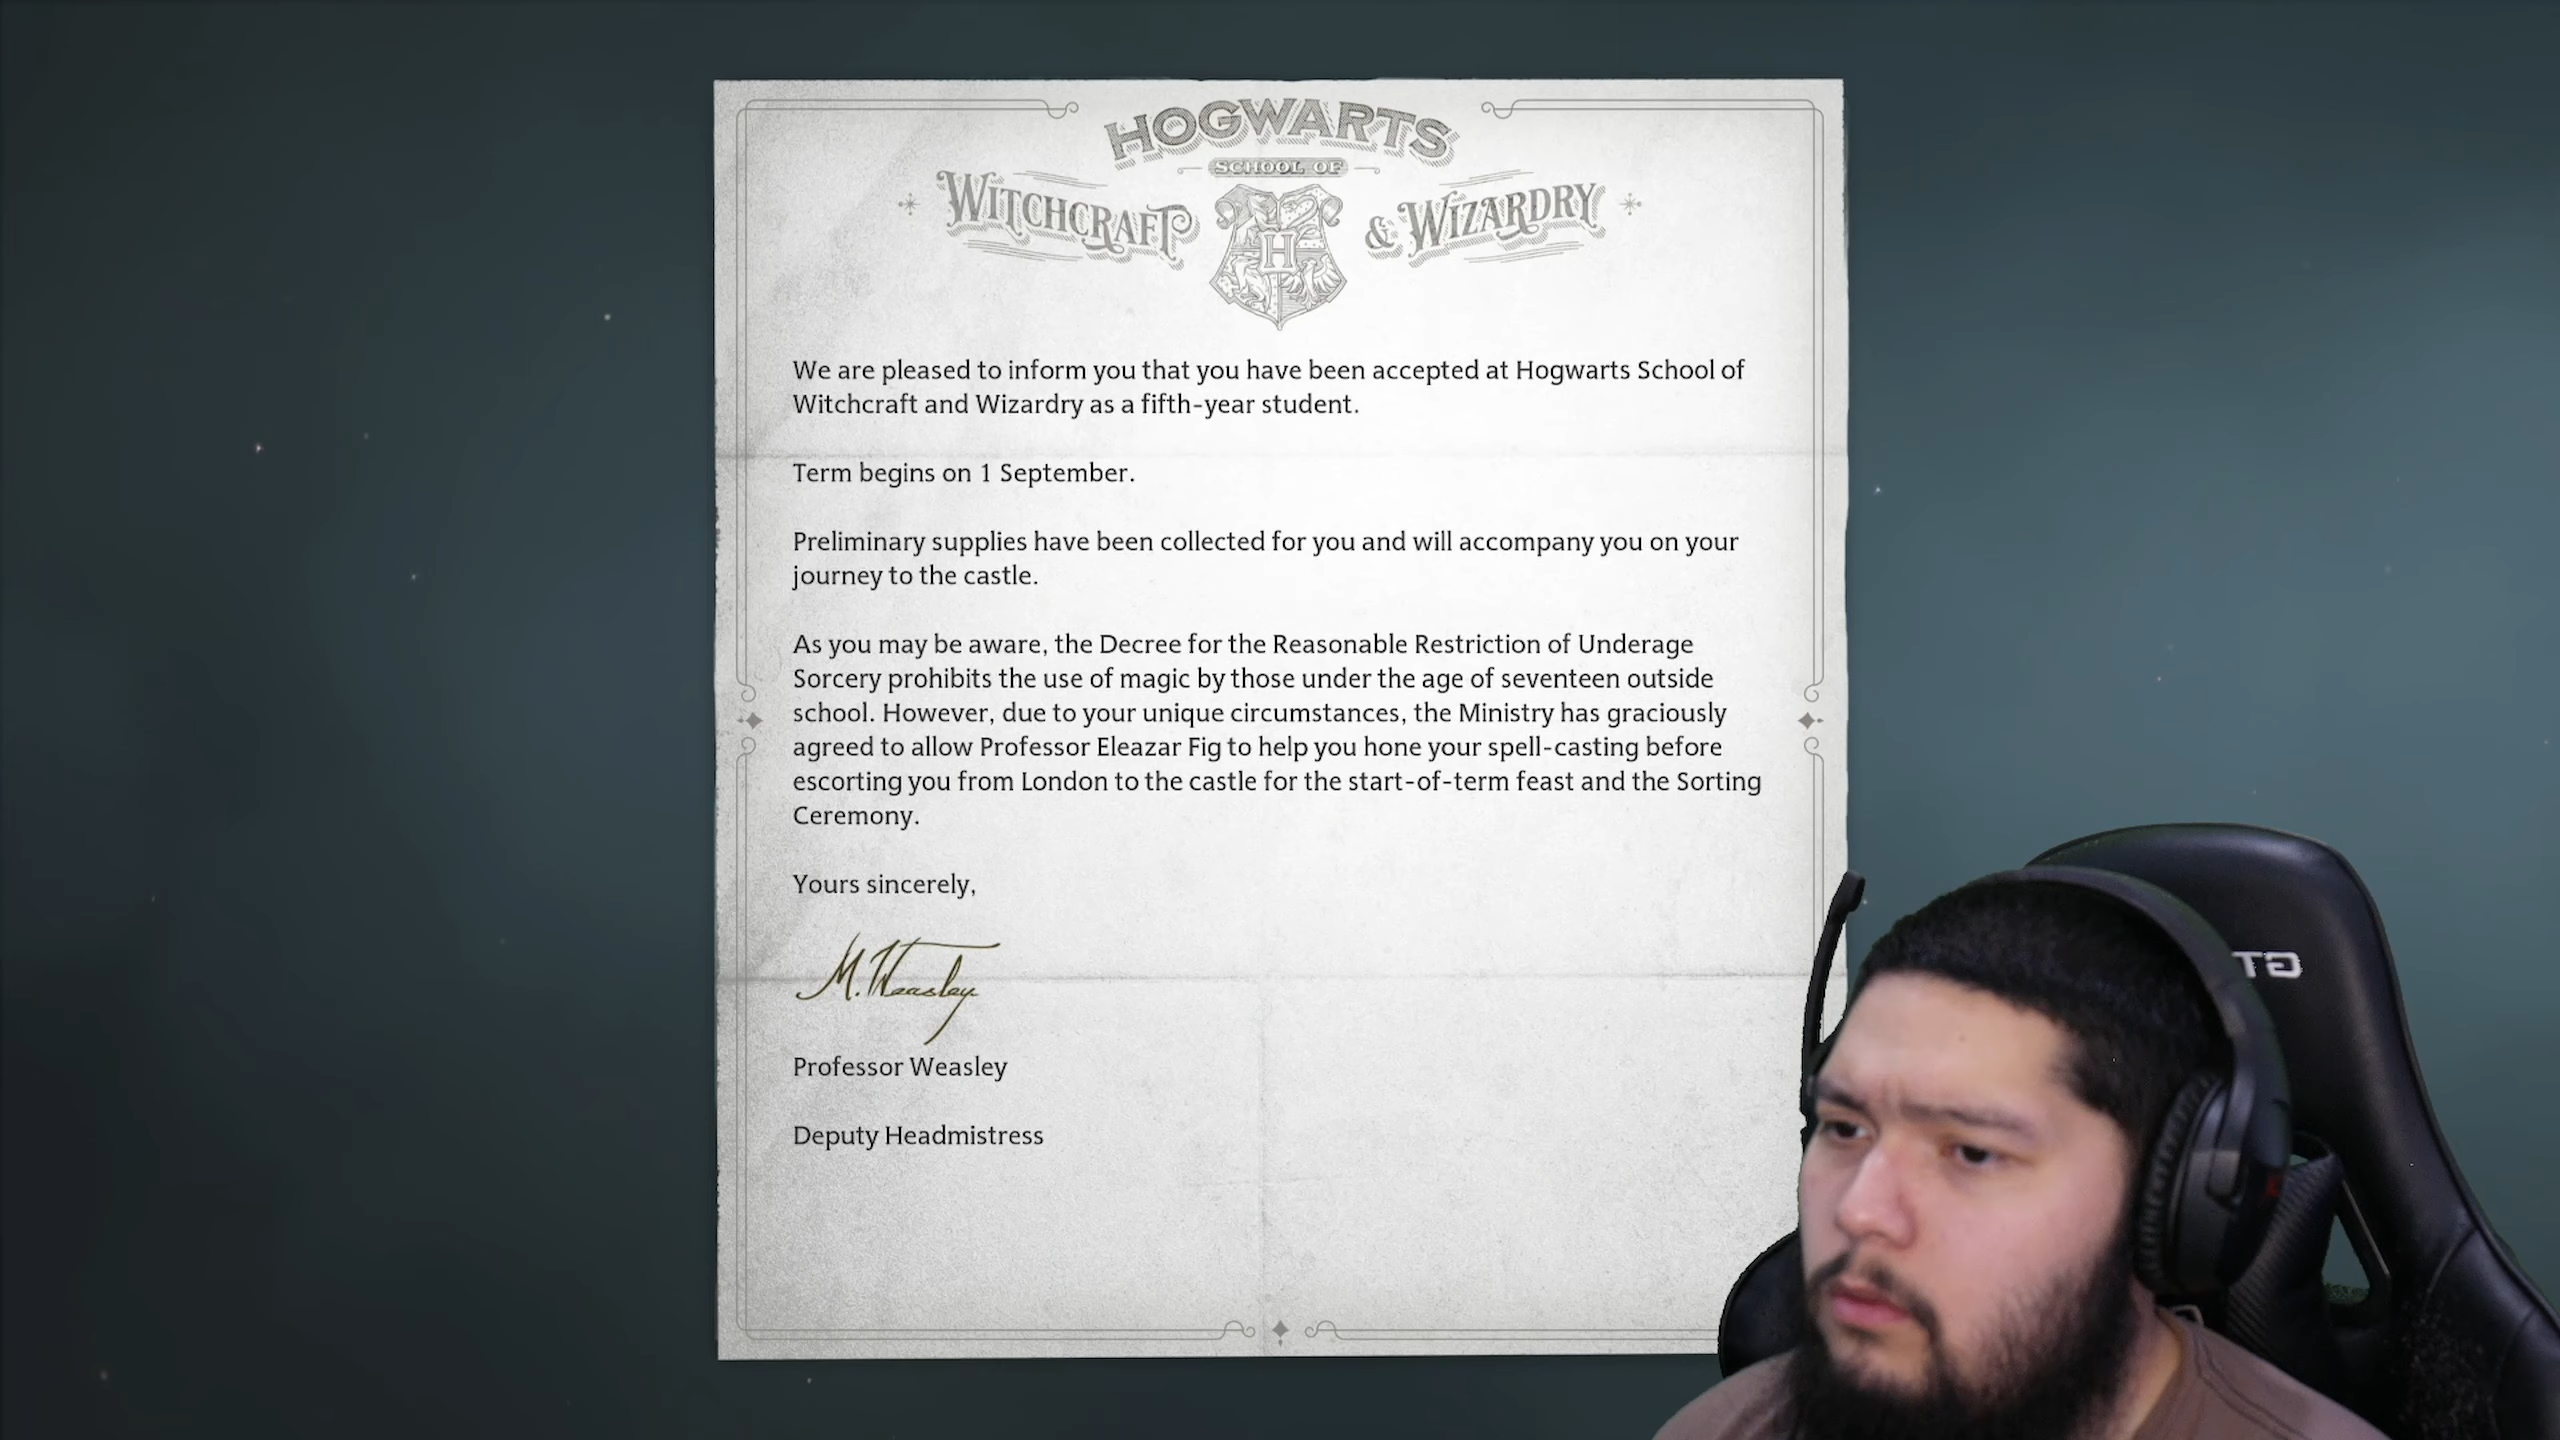 HOGWARTS
SCHOOL OF
WITCHCRAFT & WIZARDRY
H
We are pleased to inform you that you have been accepted at Hogwarts School of
Witchcraft and Wizardry as a fifth-year student.
Term begins on 1 September.
Preliminary supplies have been collected for you and will accompany you on your
journey to the castle.
As you may be aware, the Decree for the Reasonable Restriction of Underage
Sorcery prohibits the use of magic by those under the age of seventeen outside
school. However, due to your unique circumstances, the Ministry has graciously
agreed to allow Professor Eleazar Fig to help you hone your spell-casting before
escorting you from London to the castle for the start-of-term feast and the Sorting
Ceremony.
Yours sincerely,
M. Weasley
Professor Weasley
Deputy Headmistress